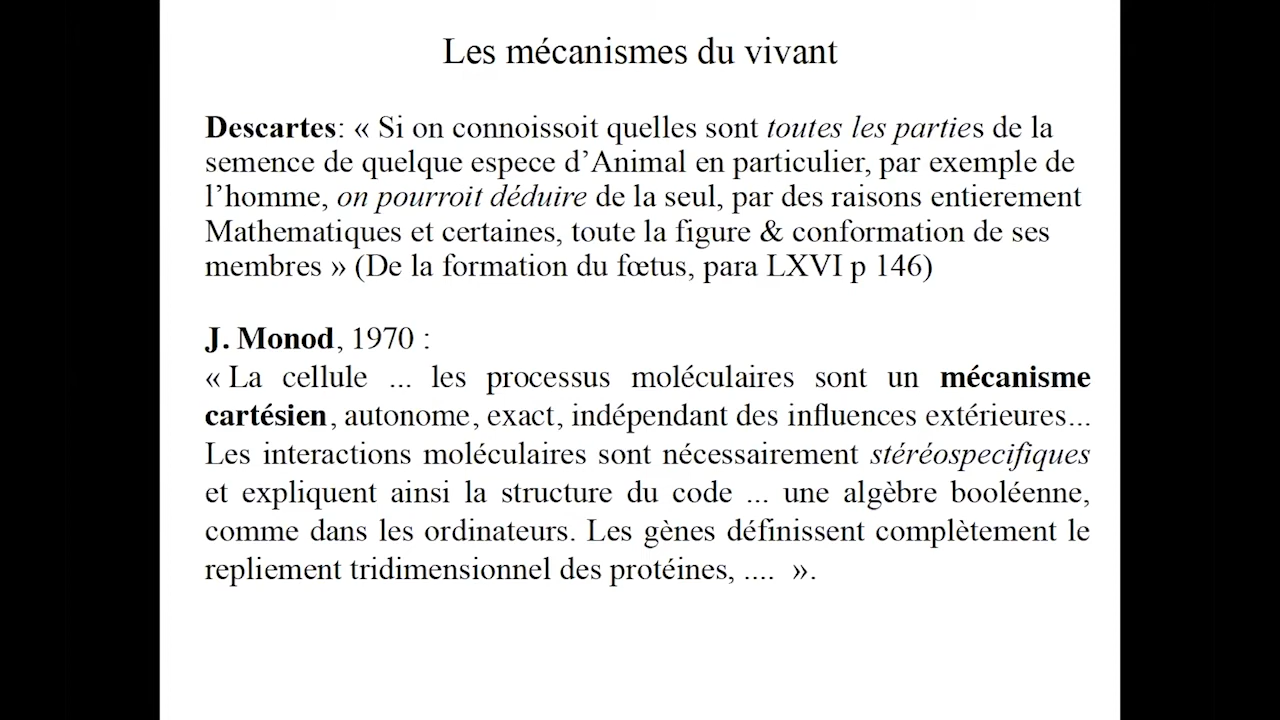 Les mécanismes du vivant
Descartes: « Si on connoissoit quelles sont toutes les parties de la
semence de quelque espece d’Animal en particulier, par exemple de
l’homme, on pourroit déduire de la seul, par des raisons entierement
Mathematiques et certaines, toute la figure & conformation de ses
membres » (De la formation du fœtus, para LXVI p 146)
J. Monod, 1970 :
« La cellule ... les processus moléculaires sont un mécanisme
cartésien, autonome, exact, indépendant des influences extérieures...
Les interactions moléculaires sont nécessairement stéréospecifiques
et expliquent ainsi la structure du code ... une algèbre booléenne,
comme dans les ordinateurs. Les gènes définissent complètement le
repliement tridimensionnel des protéines, .... ».